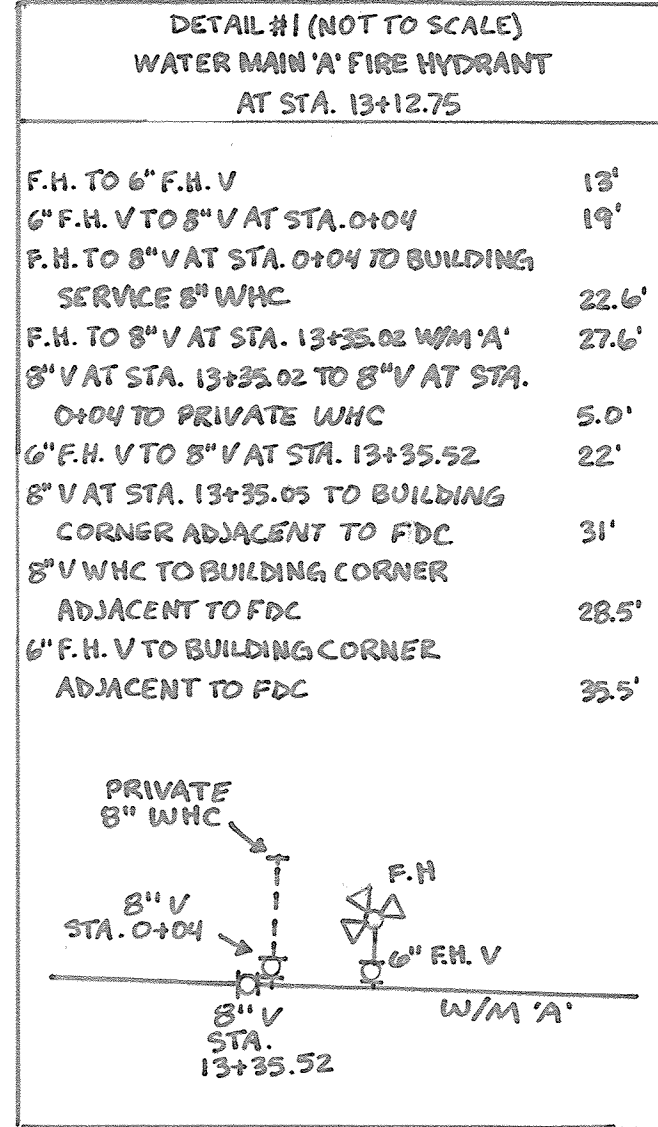 DETAIL #1 (NOT TO SCALE)
WATER MAIN 'A' FIRE HYDRANT
AT STA. 13+12.75
F.H. TO 6" F.H. V 13'
6" F.H. V TO 8" V AT STA. 0+04 19'
F.H. TO 8" V AT STA. 0+04 TO BUILDING
SERVICE 8" WHC 22.6'
F.H. TO 8" V AT STA. 13+35.02 W/M 'A' 27.6'
8" V AT STA. 13+35.02 TO 8" V AT STA.
0+04 TO PRIVATE WHC 5.0'
6" F.H. V TO 8" V AT STA. 13+35.52 22'
8" V AT STA. 13+35.05 TO BUILDING
CORNER ADJACENT TO FDC 31'
8" V WHC TO BUILDING CORNER
ADJACENT TO FDC 28.5'
6" F.H. V TO BUILDING CORNER
ADJACENT TO FDC 35.5'
PRIVATE
8" WHC
F.H
8" V
STA. 0+04
6" F.H. V
W/M 'A'
8" V
STA.
13+35.52